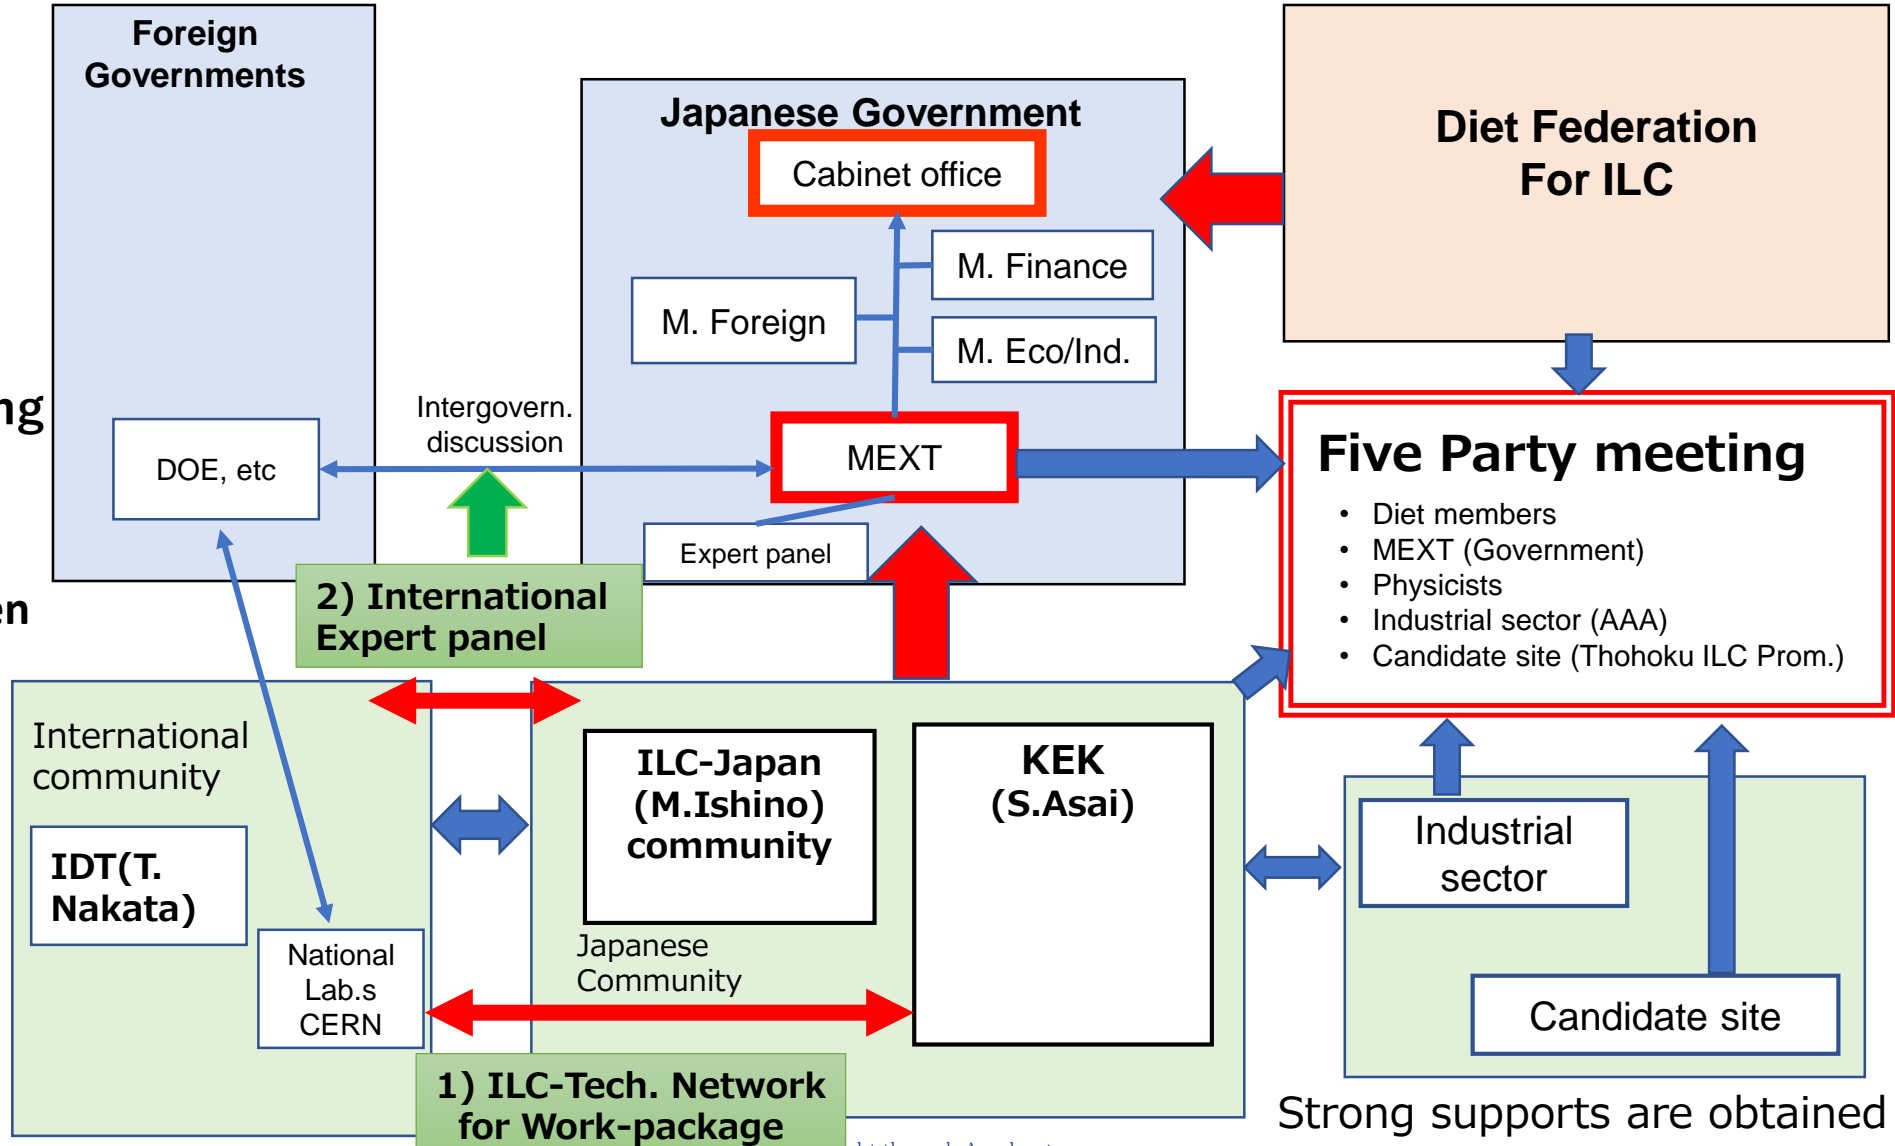 Foreign
Governments
Japanese Government
Cabinet office
M. Finance
M. Foreign
M. Eco/Ind.
Diet Federation
For ILC
ng
Intergovern.
discussion
DOE, etc
MEXT
Expert panel
Five Party meeting
• Diet members
• MEXT (Government)
• Physicists
• Industrial sector (AAA)
• Candidate site (Thohoku ILC Prom.)
en
2) International
Expert panel
International
community
IDT(T.
Nakata)
National
Lab.s
CERN
ILC-Japan
(M.Ishino)
community
Japanese
Community
KEK
(S.Asai)
Industrial
sector
Candidate site
1) ILC-Tech. Network
for Work-package
Strong supports are obtained